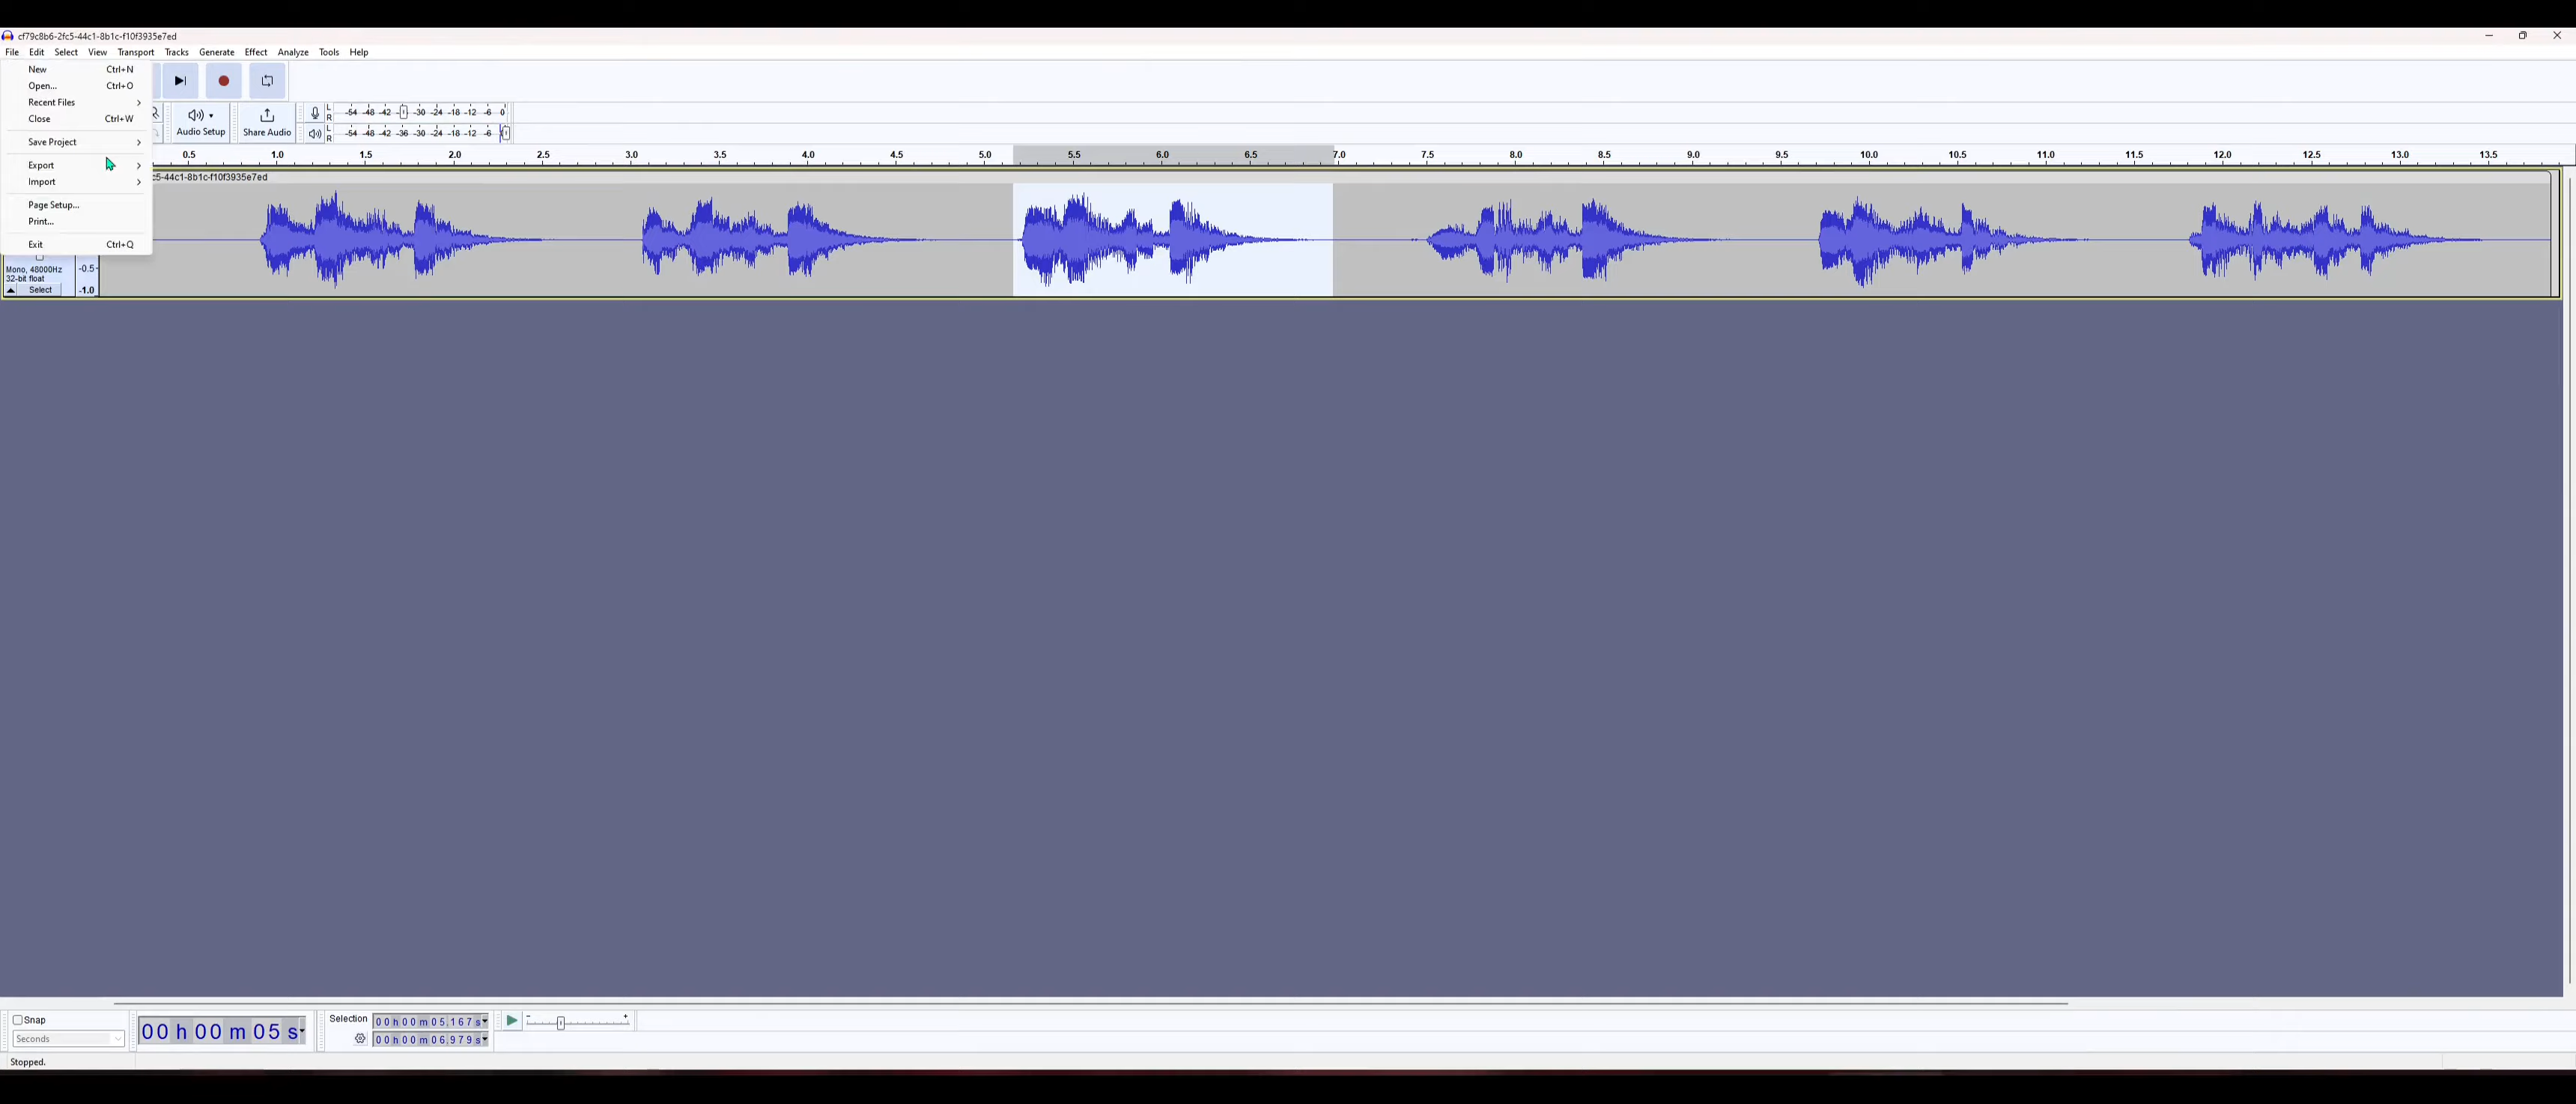 cf79c8b6-2fc5-44c1-8b1c-f10f3935e7ed
File Edit Select View Transport Tracks Generate Effect Analyze Tools Help
New Ctrl+N
Open... Ctrl+O
Recent Files
Close Ctrl+W
Save Project
Export
Import
Page Setup...
Print...
Exit Ctrl+Q
Audio Setup
Share Audio
L
R
-54 -48 -42 -30 -24 -18 -12 -6 0
L
R
-54 -48 -42 -36 -30 -24 -18 -12 -6
0.5 1.0 1.5 2.0 2.5 3.0 3.5 4.0 4.5 5.0 5.5 6.0 6.5 7.0 7.5 8.0 8.5 9.0 9.5 10.0 10.5 11.0 11.5 12.0 12.5 13.0 13.5
c5-44c1-8b1c-f10f3935e7ed
Mono, 48000Hz
32-bit float
Select
-0.5
-1.0
Snap
Seconds
00 h 00 m 05 s
Selection
00 h 00 m 05.167 s
00 h 00 m 06.979 s
- +
Stopped.